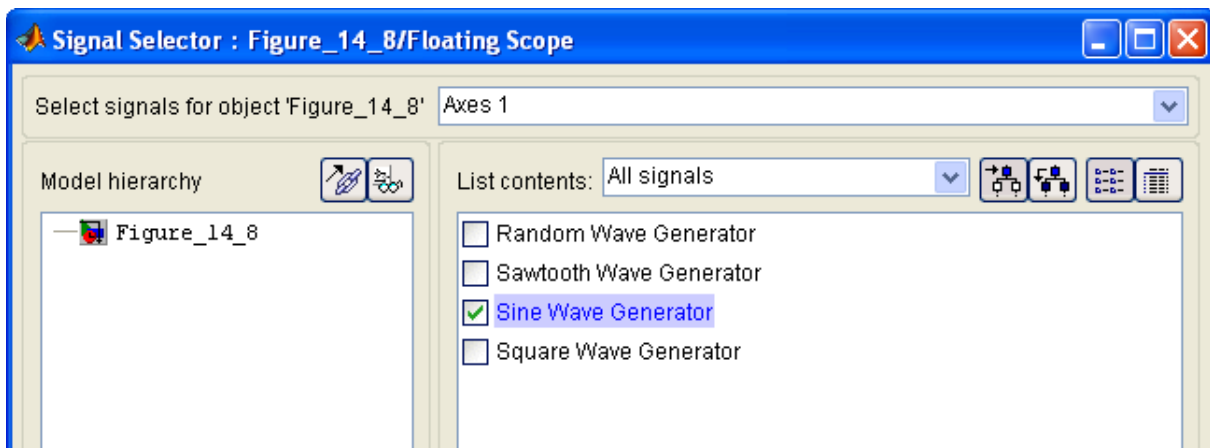 Signal Selector : Figure_14_8/Floating Scope
Select signals for object 'Figure_14_8' Axes 1
Model hierarchy
List contents: All signals
Figure_14_8
Random Wave Generator
Sawtooth Wave Generator
Sine Wave Generator
Square Wave Generator